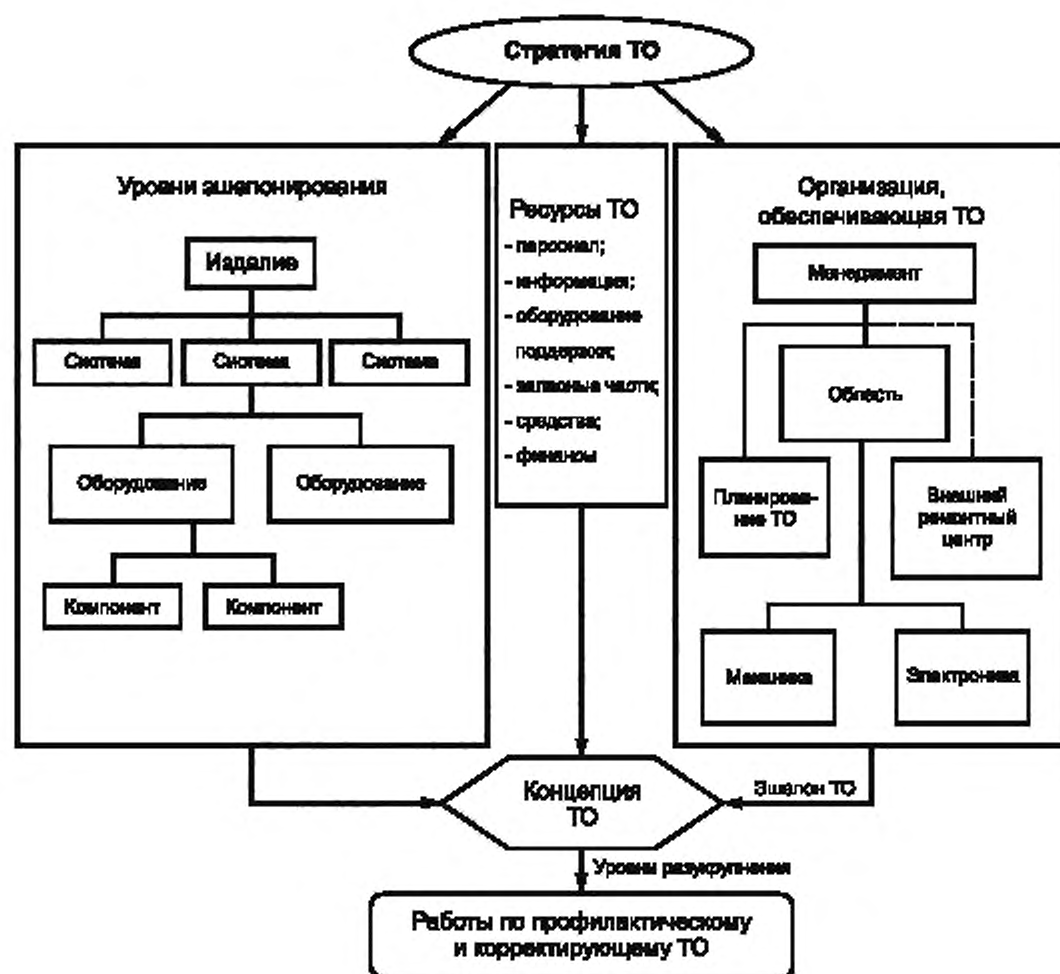 Стратегия ТО
Уровни эшелонирования
Изделие
Система
Система
Система
Оборудование
Оборудование
Компонент
Компонент
Ресурсы ТО
- персонал;
- информация;
- оборудование
поддержки;
- запасные части;
- средства;
- финансы
Организация,
обеспечивающая ТО
Менеджмент
Область
Планирова-
ние ТО
Внешний
ремонтный
центр
Механика
Электроника
Концепция
ТО
Эшелон ТО
Уровни разукрупнения
Работы по профилактическому
и корректирующему ТО